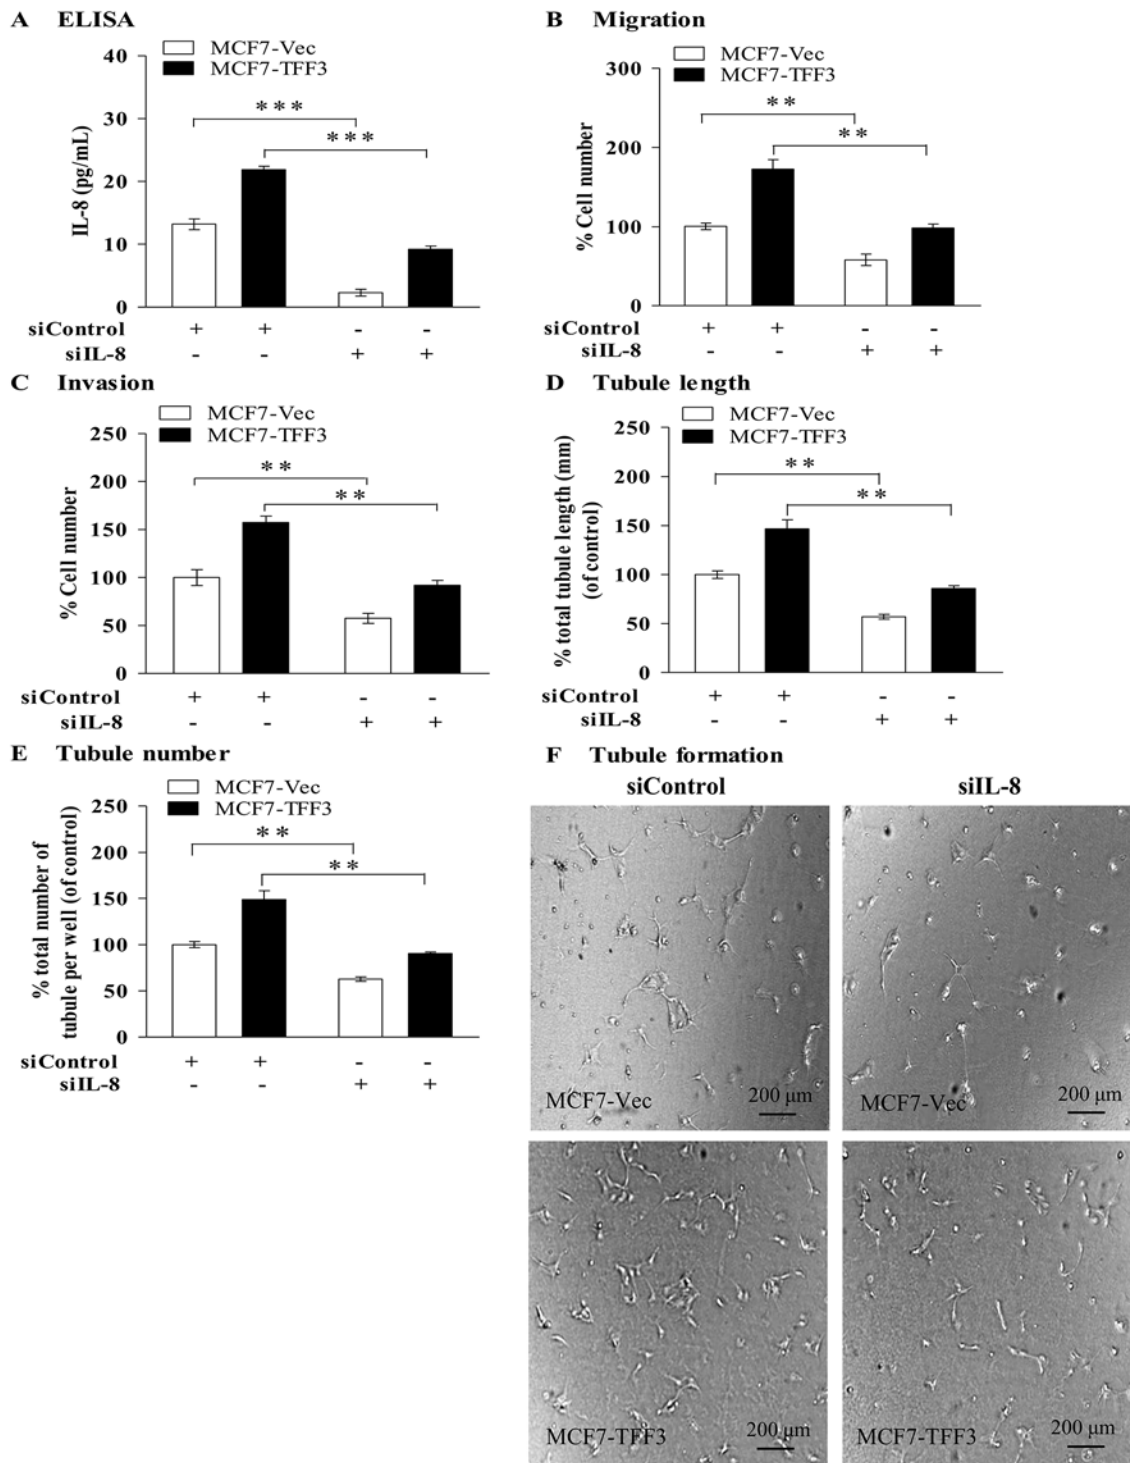 A ELISA
MCF7-Vec
MCF7-TFF3
IL-8 (pg/mL)
40
30
20
10
0
***
***
siControl + + - -
siIL-8 - - + +
B Migration
MCF7-Vec
MCF7-TFF3
% Cell number
300
200
100
0
**
**
siControl + + - -
siIL-8 - - + +
C Invasion
MCF7-Vec
MCF7-TFF3
% Cell number
250
200
150
100
50
0
**
**
siControl + + - -
siIL-8 - - + +
D Tubule length
MCF7-Vec
MCF7-TFF3
% total tubule length (mm)
(of control)
250
200
150
100
50
0
**
**
siControl + + - -
siIL-8 - - + +
E Tubule number
MCF7-Vec
MCF7-TFF3
% total number of
tubule per well (of control)
250
200
150
100
50
0
**
**
siControl + + - -
siIL-8 - - + +
F Tubule formation
siControl siIL-8
MCF7-Vec 200 µm
MCF7-Vec 200 µm
MCF7-TFF3 200 µm
MCF7-TFF3 200 µm